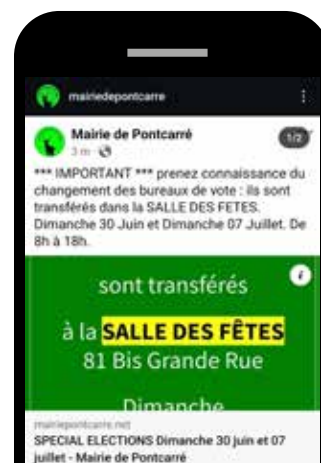 mairiedepontcarre
Mairie de Pontcarré
1/2
3 m
*** IMPORTANT *** prenez connaissance du
changement des bureaux de vote : ils sont
transférés dans la SALLE DES FETES.
Dimanche 30 Juin et Dimanche 07 Juillet. De
8h à 18h.
i
sont transférés
à la SALLE DES FÊTES
81 Bis Grande Rue
Dimanche
mairiepontcarre.net
SPECIAL ELECTIONS Dimanche 30 juin et 07
juillet - Mairie de Pontcarré